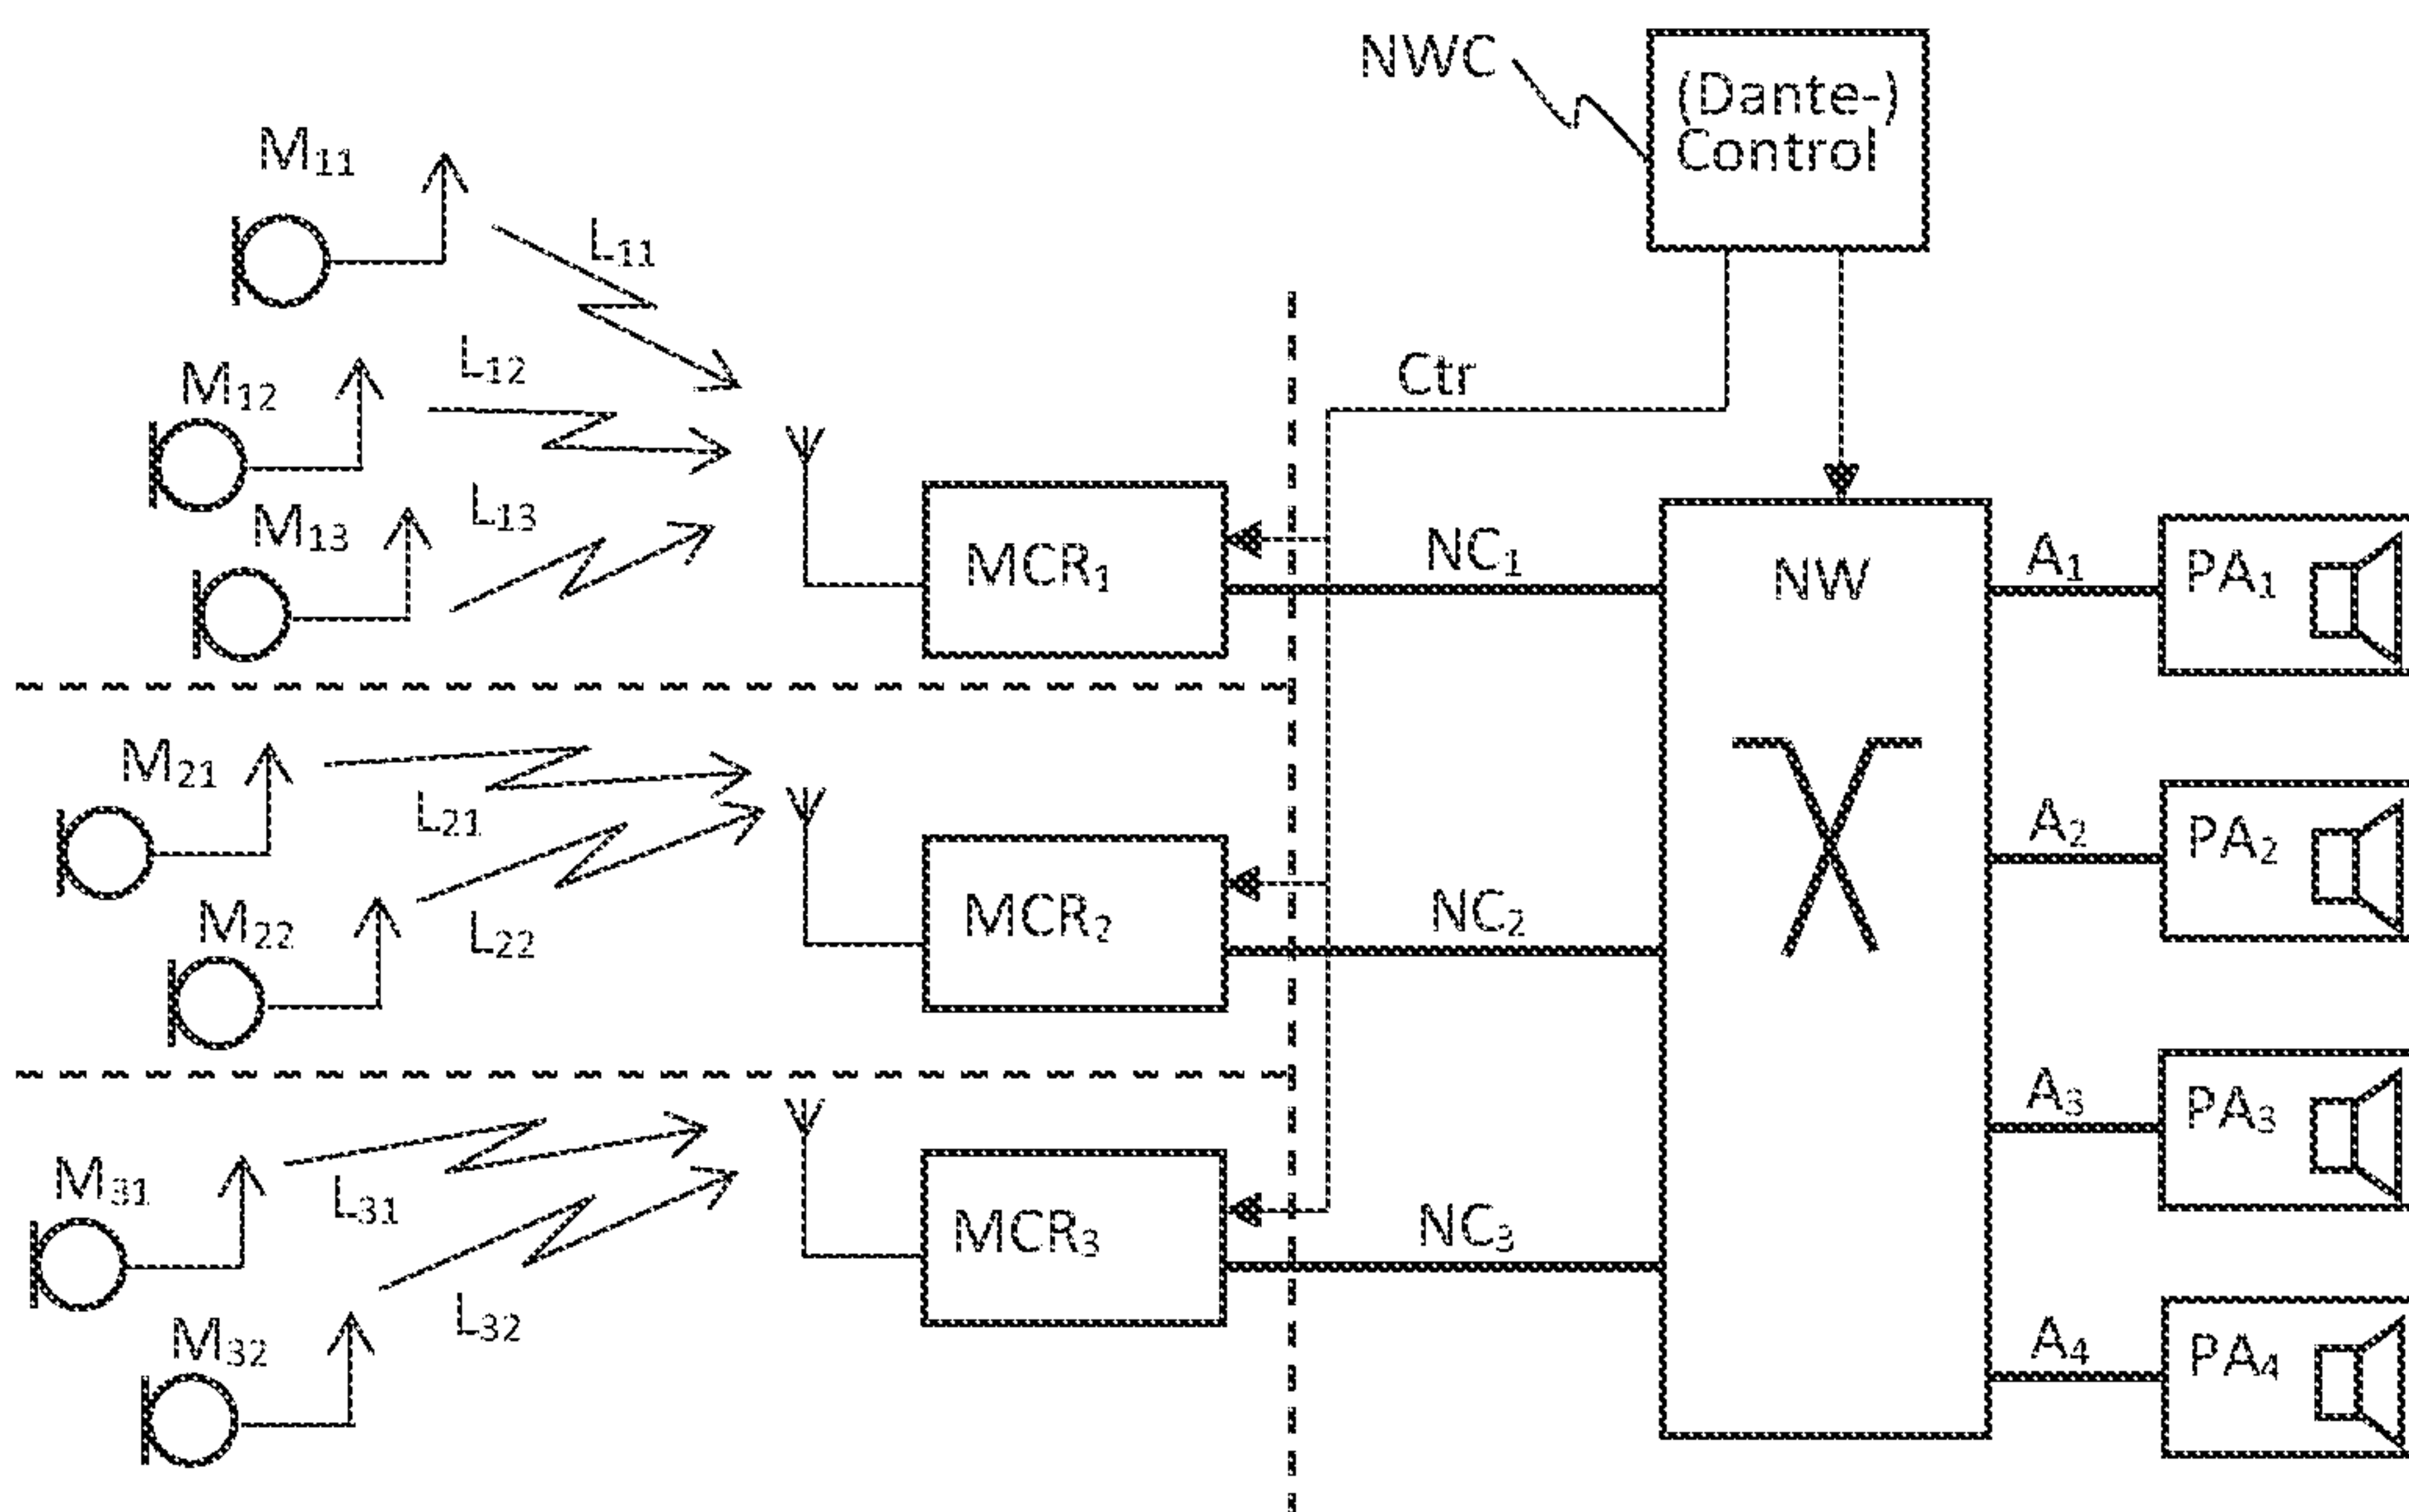 NWC
(Dante-)
Control
M₁₁
L₁₁
L₁₂
M₁₂
Ctr
L₁₃
M₁₃
MCR₁
NC₁
NW
A₁
PA₁
M₂₁
L₂₁
A₂
PA₂
M₂₂
L₂₂
MCR₂
NC₂
A₃
PA₃
M₃₁
L₃₁
MCR₃
NC₃
L₃₂
M₃₂
A₄
PA₄